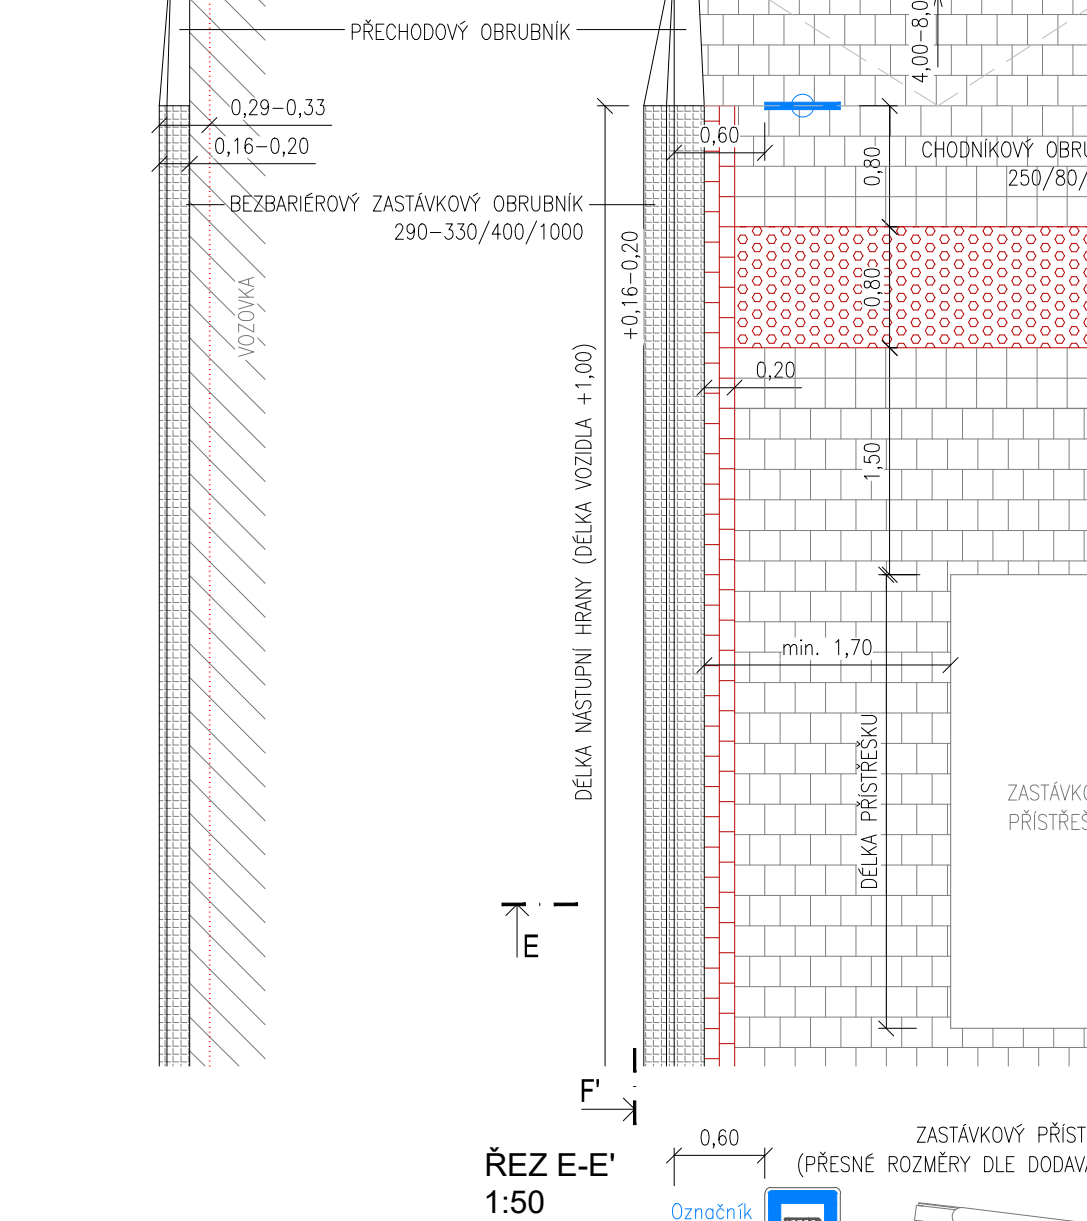 PŘECHODOVÝ OBRUBNÍK
4,00-8,0
0,29-0,33
0,60
0,16-0,20
0,80
CHODNÍKOVÝ OBRU
250/80/
BEZBARIÉROVÝ ZASTÁVKOVÝ OBRUBNÍK
290-330/400/1000
+0,16-0,20
VOZOVKA
0,80
0,20
DÉLKA NÁSTUPNÍ HRANY (DÉLKA VOZIDLA +1,00)
1,50
min. 1,70
DÉLKA PŘÍSTŘEŠKU
ZASTÁVKO
PŘÍSTŘEŠ
E
F'
ŘEZ E-E'
1:50
0,60
ZASTÁVKOVÝ PŘÍST
(PŘESNÉ ROZMĚRY DLE DODAVA
Označník